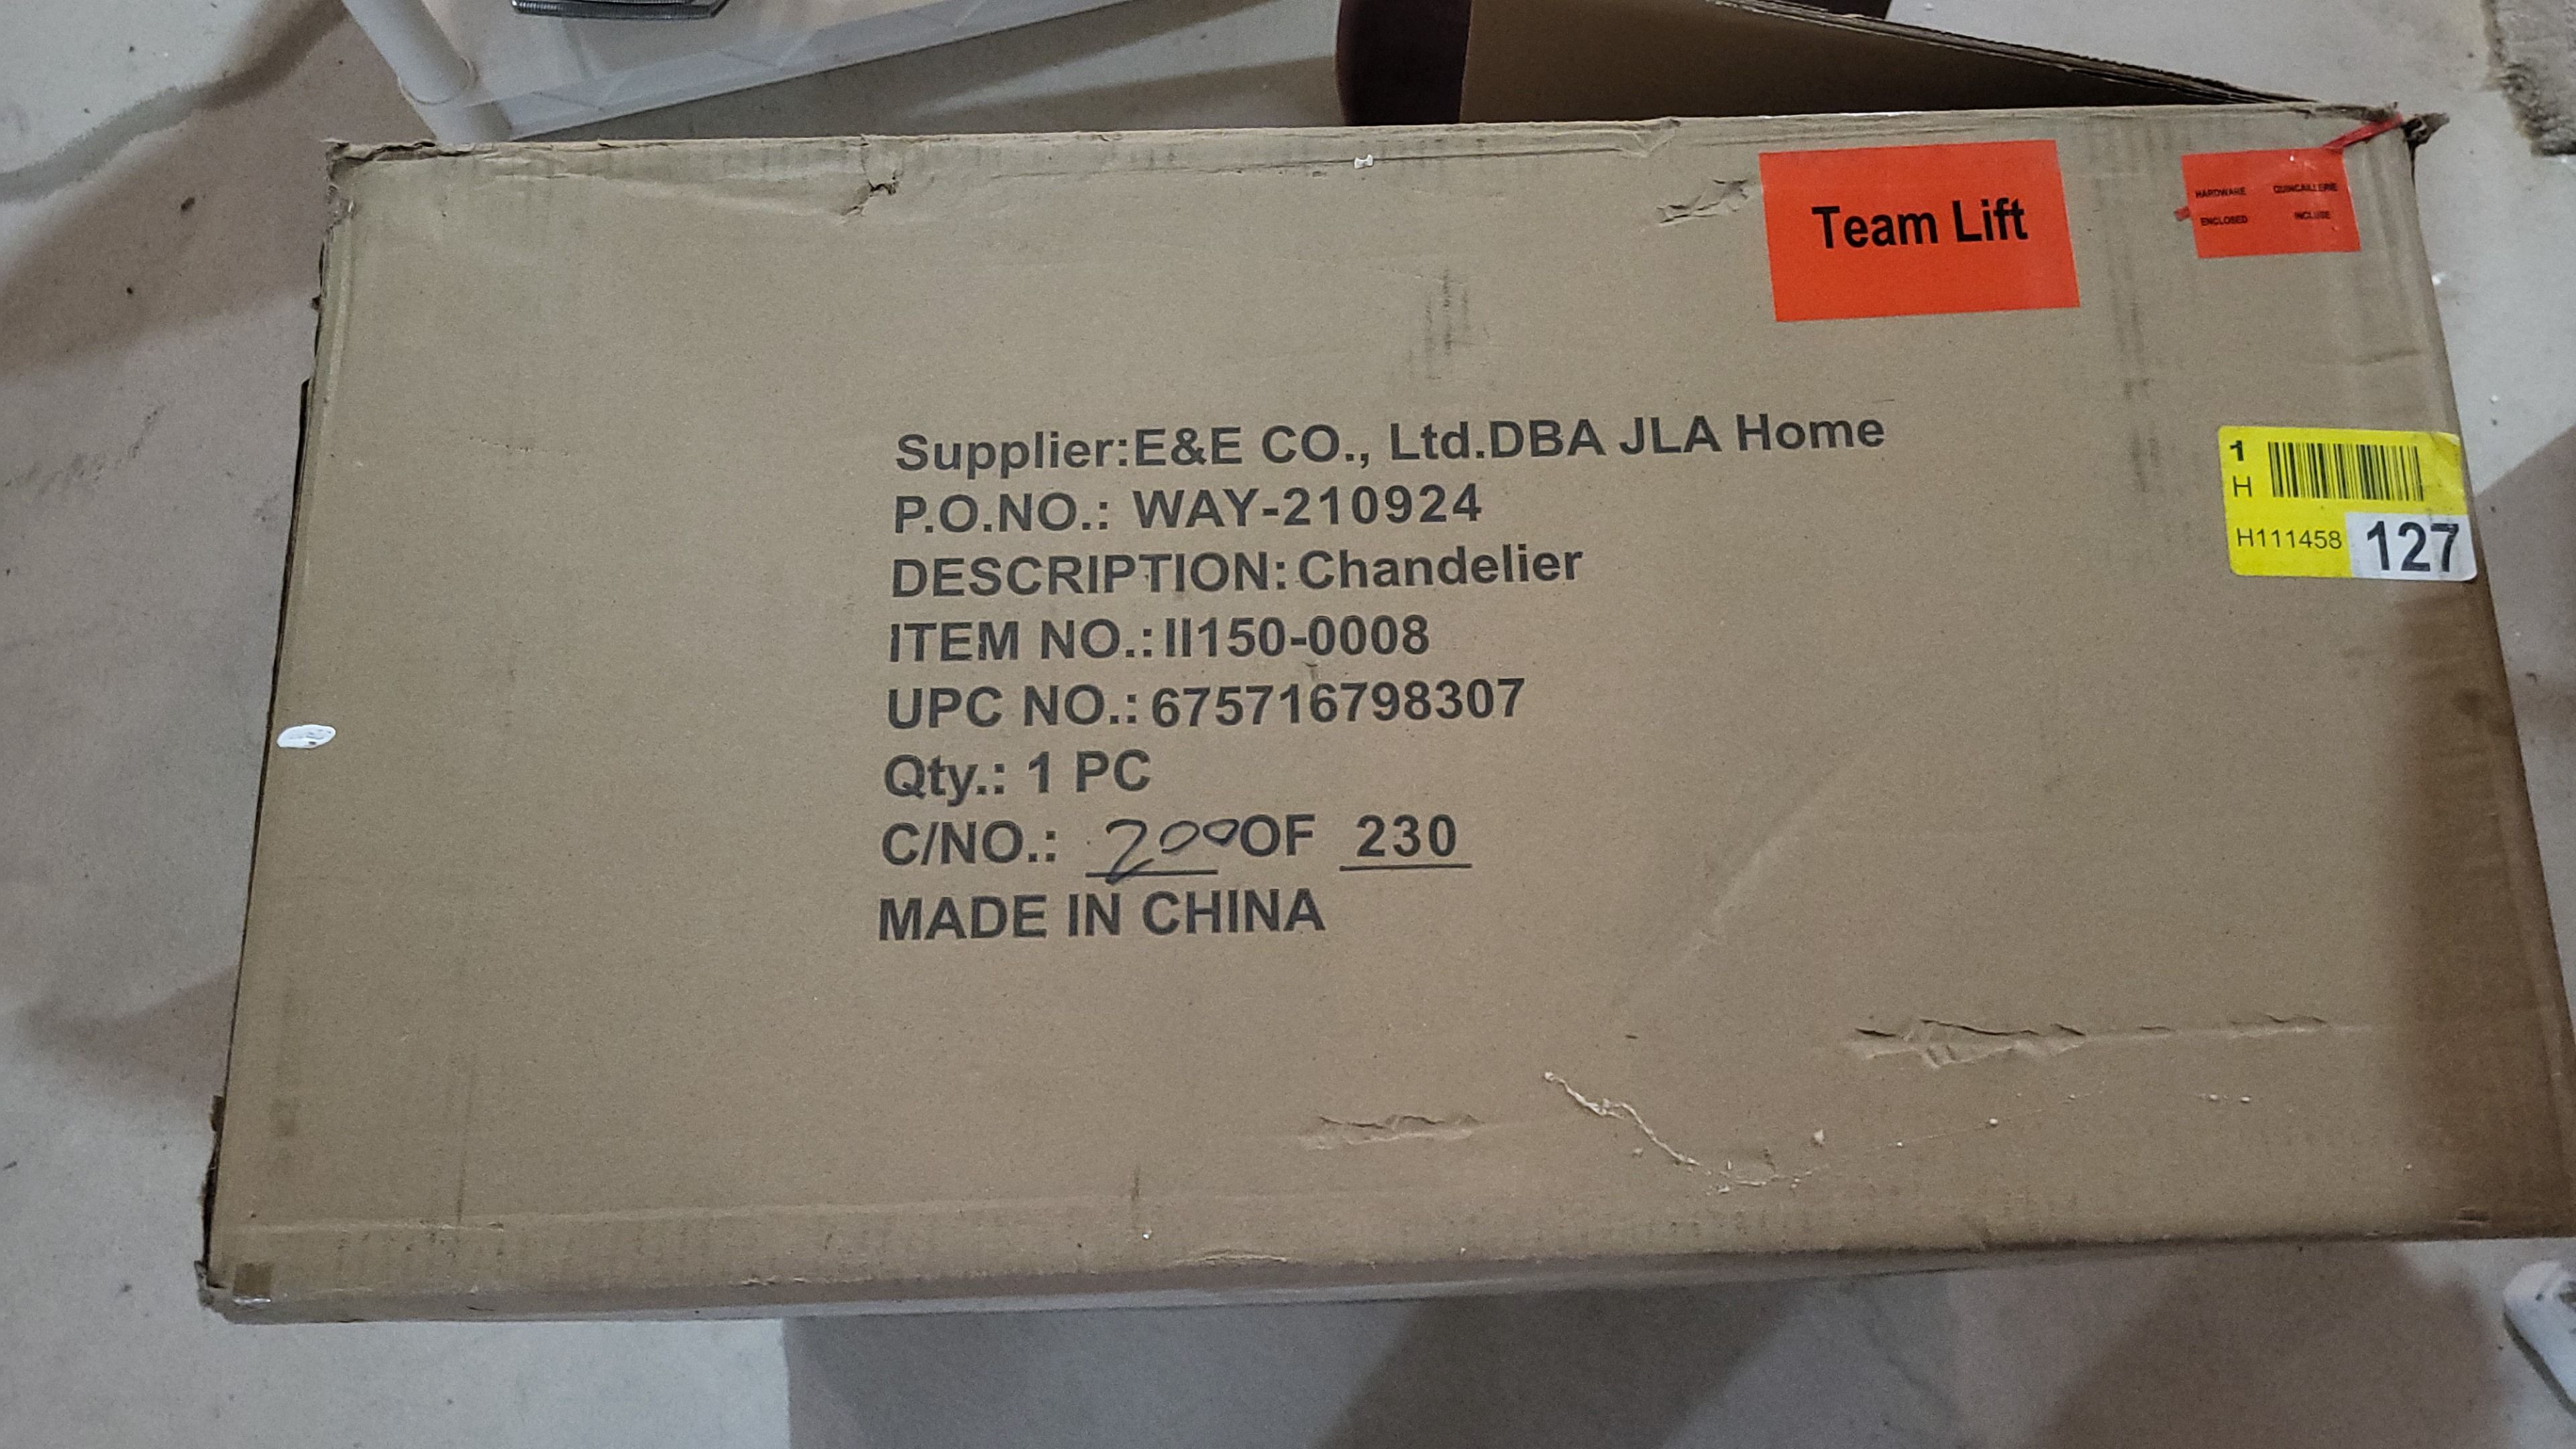 Team Lift
HARDWARE QUINCAILLERIE
ENCLOSED INCLUSE
Supplier:E&E CO., Ltd.DBA JLA Home
P.O.NO.: WAY-210924
DESCRIPTION:Chandelier
ITEM NO.:II150-0008
UPC NO.:675716798307
Qty.: 1 PC
C/NO.: 200 OF 230
MADE IN CHINA
1
H
H111458 127